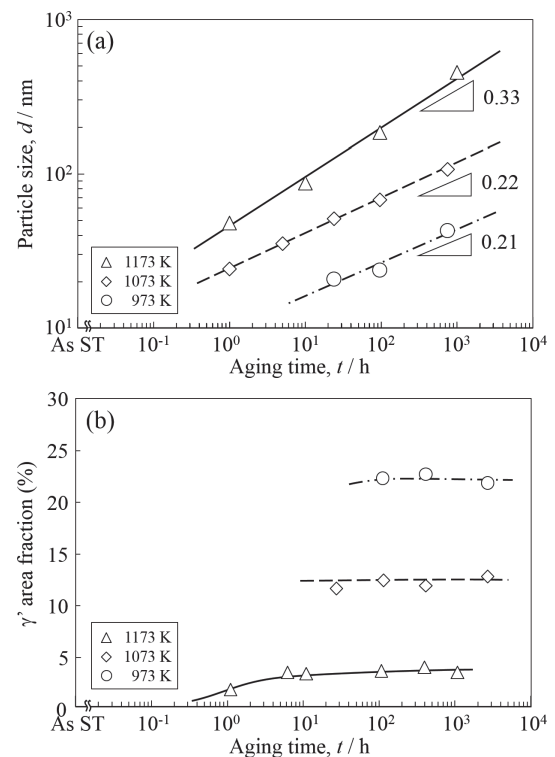 (a)
10³
10²
10¹
Particle size, d / nm
0.33
0.22
0.21
△ 1173 K
◇ 1073 K
○ 973 K
As ST 10⁻¹ 10⁰ 10¹ 10² 10³ 10⁴
Aging time, t / h
(b)
30
25
20
15
10
5
0
γ' area fraction (%)
△ 1173 K
◇ 1073 K
○ 973 K
As ST 10⁻¹ 10⁰ 10¹ 10² 10³ 10⁴
Aging time, t / h